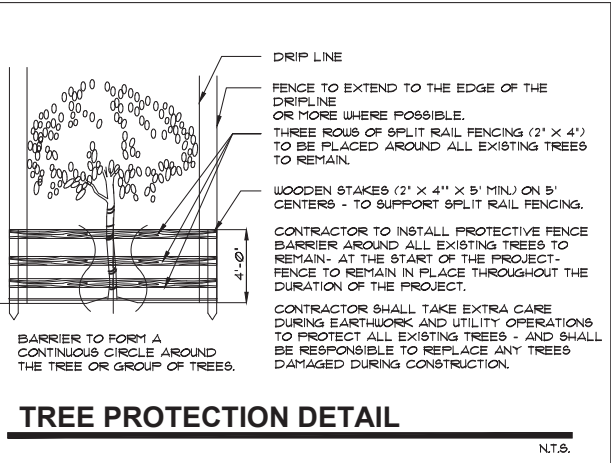 DRIP LINE
FENCE TO EXTEND TO THE EDGE OF THE
DRIPLINE
OR MORE WHERE POSSIBLE.
THREE ROWS OF SPLIT RAIL FENCING (2" X 4")
TO BE PLACED AROUND ALL EXISTING TREES
TO REMAIN.
WOODEN STAKES (2" X 4"" X 5' MIN.) ON 5'
CENTERS - TO SUPPORT SPLIT RAIL FENCING.
CONTRACTOR TO INSTALL PROTECTIVE FENCE
BARRIER AROUND ALL EXISTING TREES TO
REMAIN- AT THE START OF THE PROJECT-
FENCE TO REMAIN IN PLACE THROUGHOUT THE
DURATION OF THE PROJECT.
CONTRACTOR SHALL TAKE EXTRA CARE
DURING EARTHWORK AND UTILITY OPERATIONS
TO PROTECT ALL EXISTING TREES - AND SHALL
BE RESPONSIBLE TO REPLACE ANY TREES
DAMAGED DURING CONSTRUCTION.
4'-0"
BARRIER TO FORM A
CONTINUOUS CIRCLE AROUND
THE TREE OR GROUP OF TREES.
TREE PROTECTION DETAIL
N.T.S.